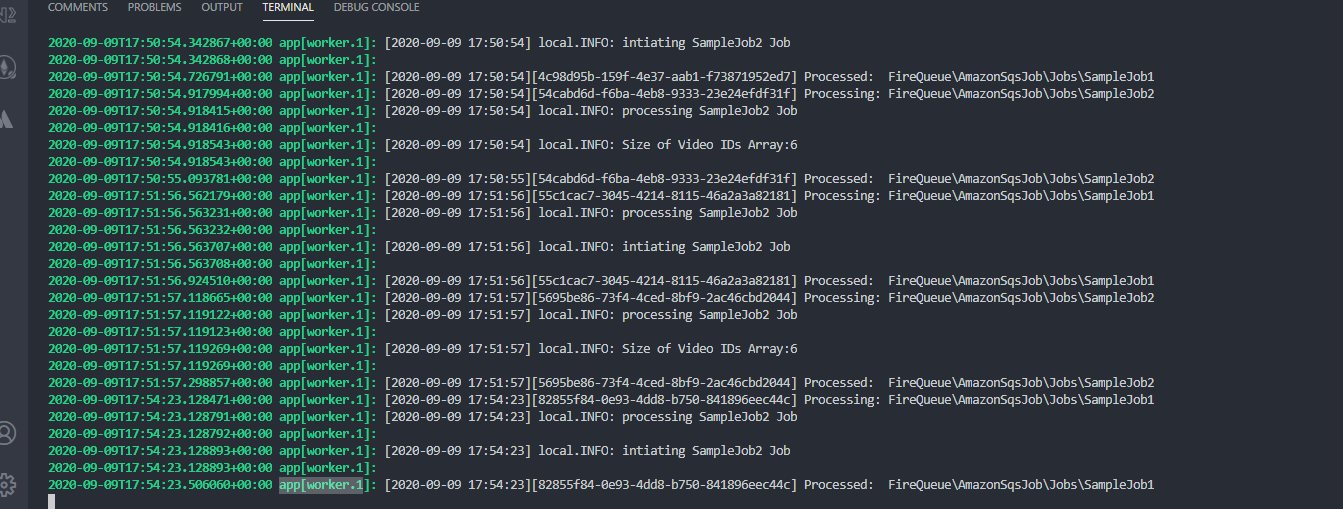 COMMENTS PROBLEMS OUTPUT TERMINAL DEBUG CONSOLE
2020-09-09T17:50:54.342867+00:00 app[worker.1]: [2020-09-09 17:50:54] local.INFO: intiating SampleJob2 Job
2020-09-09T17:50:54.342868+00:00 app[worker.1]:
2020-09-09T17:50:54.726791+00:00 app[worker.1]: [2020-09-09 17:50:54][4c98d95b-159f-4e37-aab1-f73871952ed7] Processed:  FireQueue\AmazonSqsJob\Jobs\SampleJob1
2020-09-09T17:50:54.917994+00:00 app[worker.1]: [2020-09-09 17:50:54][54cabd6d-f6ba-4eb8-9333-23e24efdf31f] Processing: FireQueue\AmazonSqsJob\Jobs\SampleJob2
2020-09-09T17:50:54.918415+00:00 app[worker.1]: [2020-09-09 17:50:54] local.INFO: processing SampleJob2 Job
2020-09-09T17:50:54.918416+00:00 app[worker.1]:
2020-09-09T17:50:54.918543+00:00 app[worker.1]: [2020-09-09 17:50:54] local.INFO: Size of Video IDs Array:6
2020-09-09T17:50:54.918543+00:00 app[worker.1]:
2020-09-09T17:50:55.093781+00:00 app[worker.1]: [2020-09-09 17:50:55][54cabd6d-f6ba-4eb8-9333-23e24efdf31f] Processed:  FireQueue\AmazonSqsJob\Jobs\SampleJob2
2020-09-09T17:51:56.562179+00:00 app[worker.1]: [2020-09-09 17:51:56][55c1cac7-3045-4214-8115-46a2a3a82181] Processing: FireQueue\AmazonSqsJob\Jobs\SampleJob1
2020-09-09T17:51:56.563231+00:00 app[worker.1]: [2020-09-09 17:51:56] local.INFO: processing SampleJob2 Job
2020-09-09T17:51:56.563232+00:00 app[worker.1]:
2020-09-09T17:51:56.563707+00:00 app[worker.1]: [2020-09-09 17:51:56] local.INFO: intiating SampleJob2 Job
2020-09-09T17:51:56.563708+00:00 app[worker.1]:
2020-09-09T17:51:56.924510+00:00 app[worker.1]: [2020-09-09 17:51:56][55c1cac7-3045-4214-8115-46a2a3a82181] Processed:  FireQueue\AmazonSqsJob\Jobs\SampleJob1
2020-09-09T17:51:57.118665+00:00 app[worker.1]: [2020-09-09 17:51:57][5695be86-73f4-4ced-8bf9-2ac46cbd2044] Processing: FireQueue\AmazonSqsJob\Jobs\SampleJob2
2020-09-09T17:51:57.119122+00:00 app[worker.1]: [2020-09-09 17:51:57] local.INFO: processing SampleJob2 Job
2020-09-09T17:51:57.119123+00:00 app[worker.1]:
2020-09-09T17:51:57.119269+00:00 app[worker.1]: [2020-09-09 17:51:57] local.INFO: Size of Video IDs Array:6
2020-09-09T17:51:57.119269+00:00 app[worker.1]:
2020-09-09T17:51:57.298857+00:00 app[worker.1]: [2020-09-09 17:51:57][5695be86-73f4-4ced-8bf9-2ac46cbd2044] Processed:  FireQueue\AmazonSqsJob\Jobs\SampleJob2
2020-09-09T17:54:23.128471+00:00 app[worker.1]: [2020-09-09 17:54:23][82855f84-0e93-4dd8-b750-841896eec44c] Processing: FireQueue\AmazonSqsJob\Jobs\SampleJob1
2020-09-09T17:54:23.128791+00:00 app[worker.1]: [2020-09-09 17:54:23] local.INFO: processing SampleJob2 Job
2020-09-09T17:54:23.128792+00:00 app[worker.1]:
2020-09-09T17:54:23.128893+00:00 app[worker.1]: [2020-09-09 17:54:23] local.INFO: intiating SampleJob2 Job
2020-09-09T17:54:23.128893+00:00 app[worker.1]:
2020-09-09T17:54:23.506060+00:00 app[worker.1]: [2020-09-09 17:54:23][82855f84-0e93-4dd8-b750-841896eec44c] Processed:  FireQueue\AmazonSqsJob\Jobs\SampleJob1